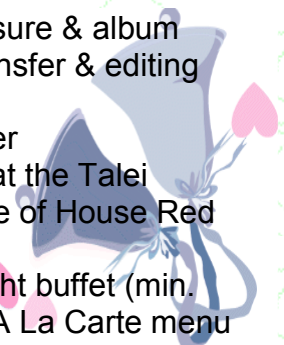 sure & album
nsfer & editing
er
at the Talei
e of House Red
ht buffet (min.
A La Carte menu